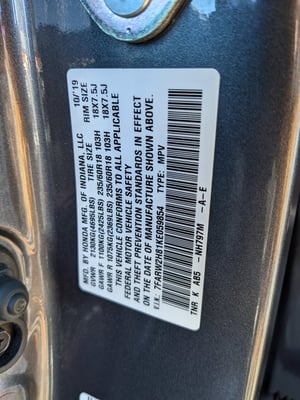 MFD. BY HONDA MFG. OF INDIANA, LLC 10/'19
GVWR 2130KG(4695LBS) TIRE SIZE RIM SIZE
GAWR F 1100KG(2425LBS) 235/60R18 103H 18X7.5J
GAWR R 1075KG(2369LBS) 235/60R18 103H 18X7.5J
THIS VEHICLE CONFORMS TO ALL APPLICABLE
FEDERAL MOTOR VEHICLE SAFETY
AND THEFT PREVENTION STANDARDS IN EFFECT
ON THE DATE OF MANUFACTURE SHOWN ABOVE.
V.I.N. 7FARW2H81KE059854 TYPE: MPV
TNR K A85 -NH797M -A-E